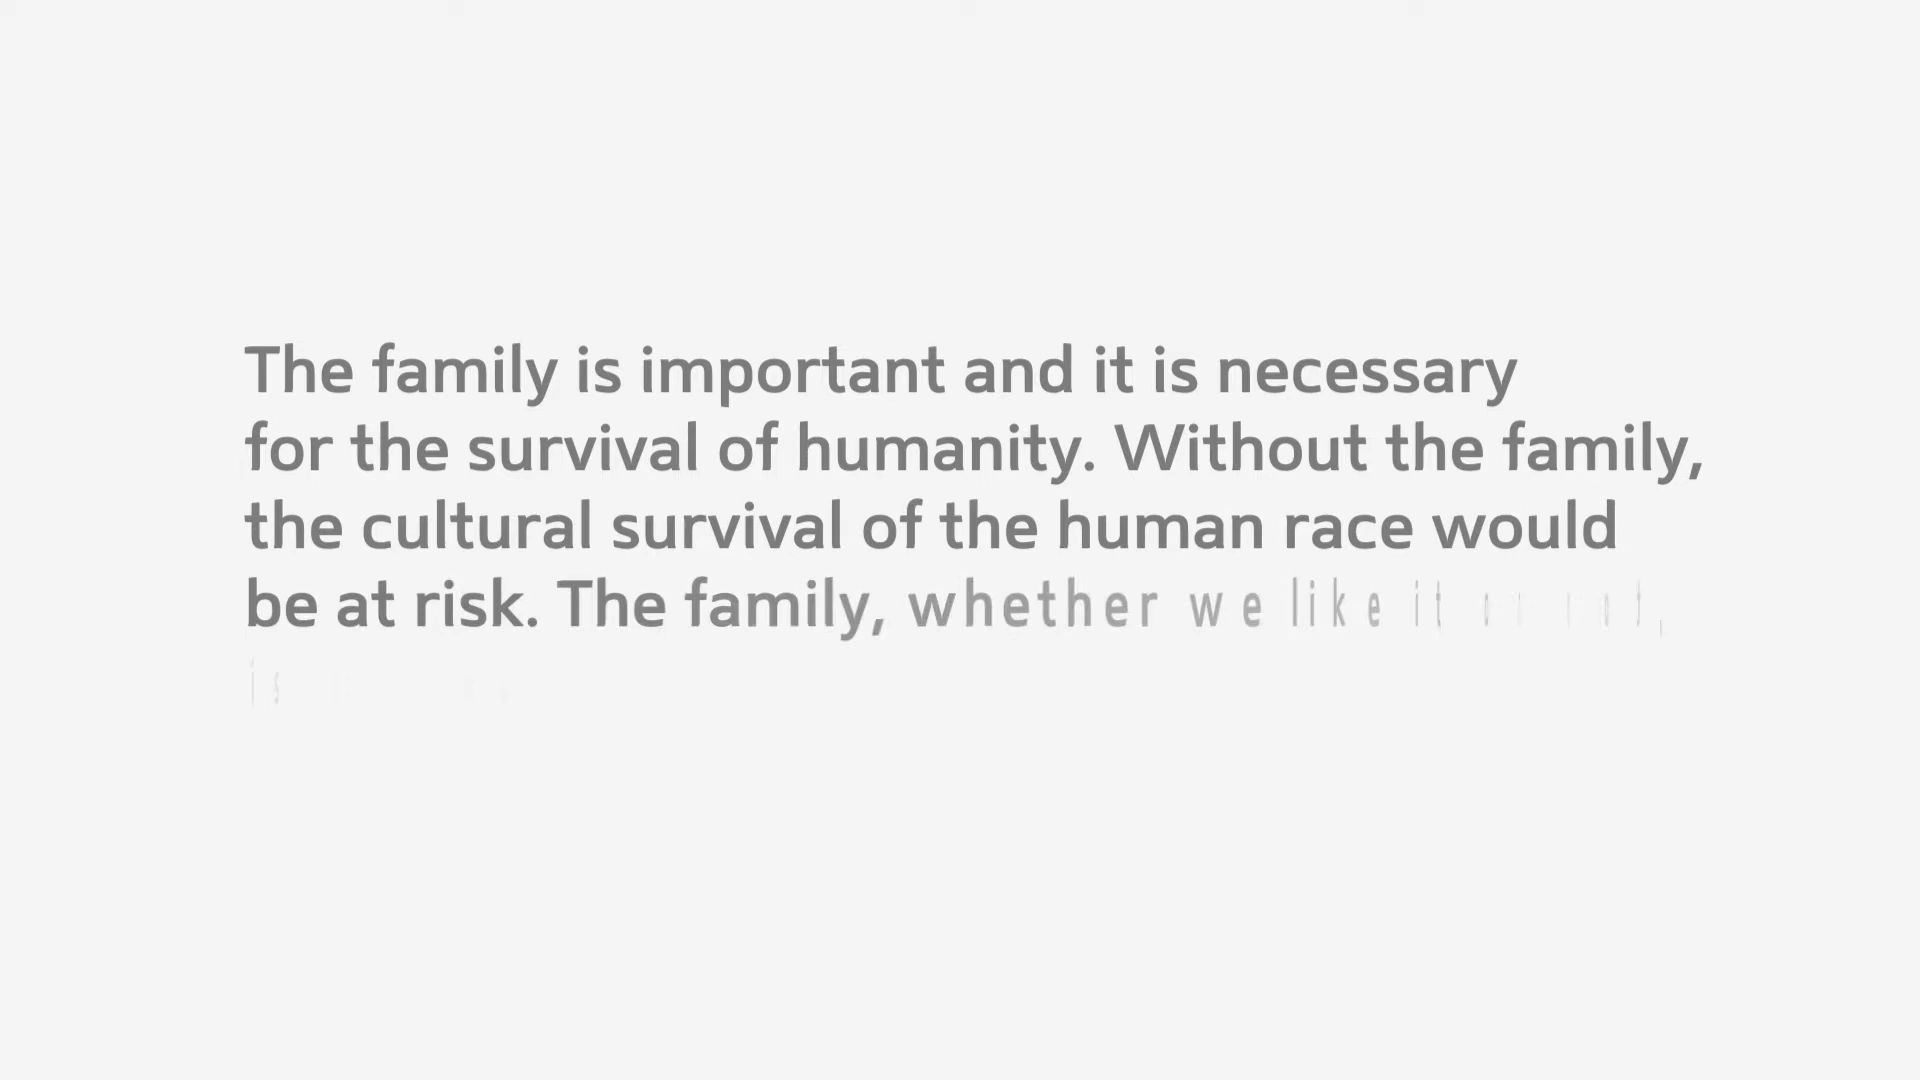 The family is important and it is necessary
for the survival of humanity. Without the family,
the cultural survival of the human race would
be at risk. The family, whether we like it or not,
is